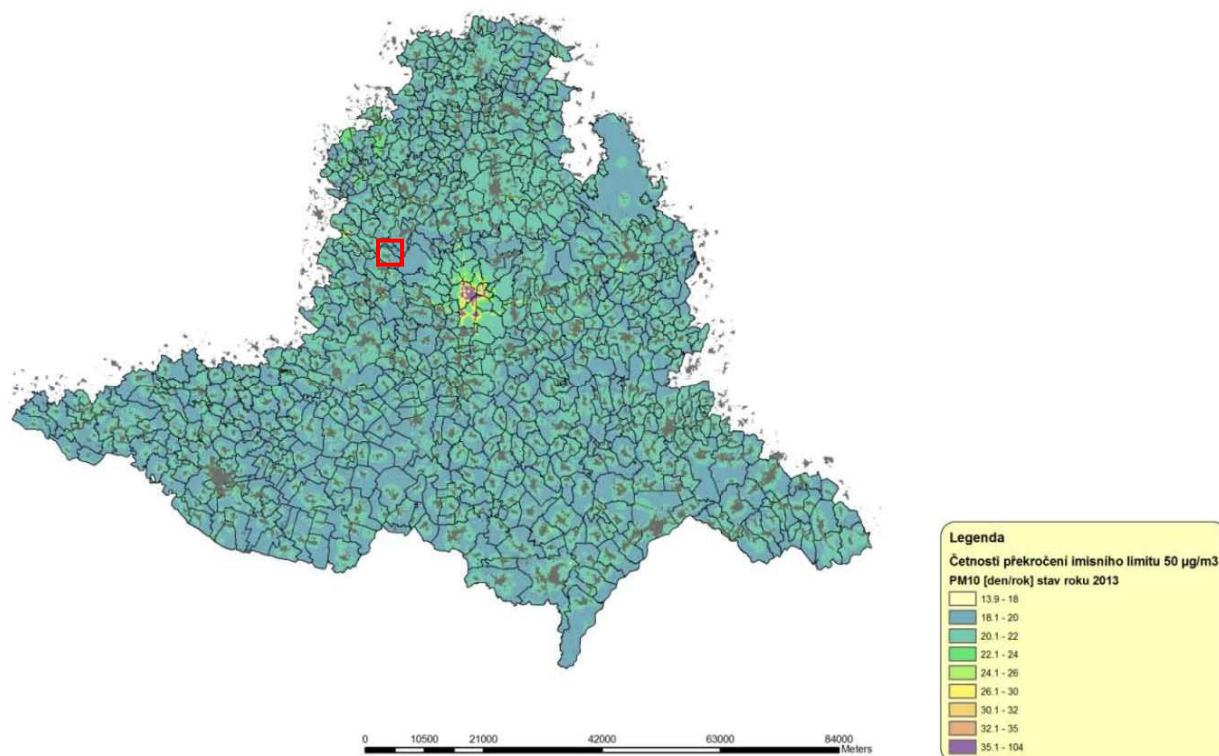 0 10500 21000 42000 63000 84000
Meters
Legenda
Četnosti překročení imisního limitu 50 µg/m3
PM10 [den/rok] stav roku 2013
13.9 - 18
18.1 - 20
20.1 - 22
22.1 - 24
24.1 - 26
26.1 - 30
30.1 - 32
32.1 - 35
35.1 - 104